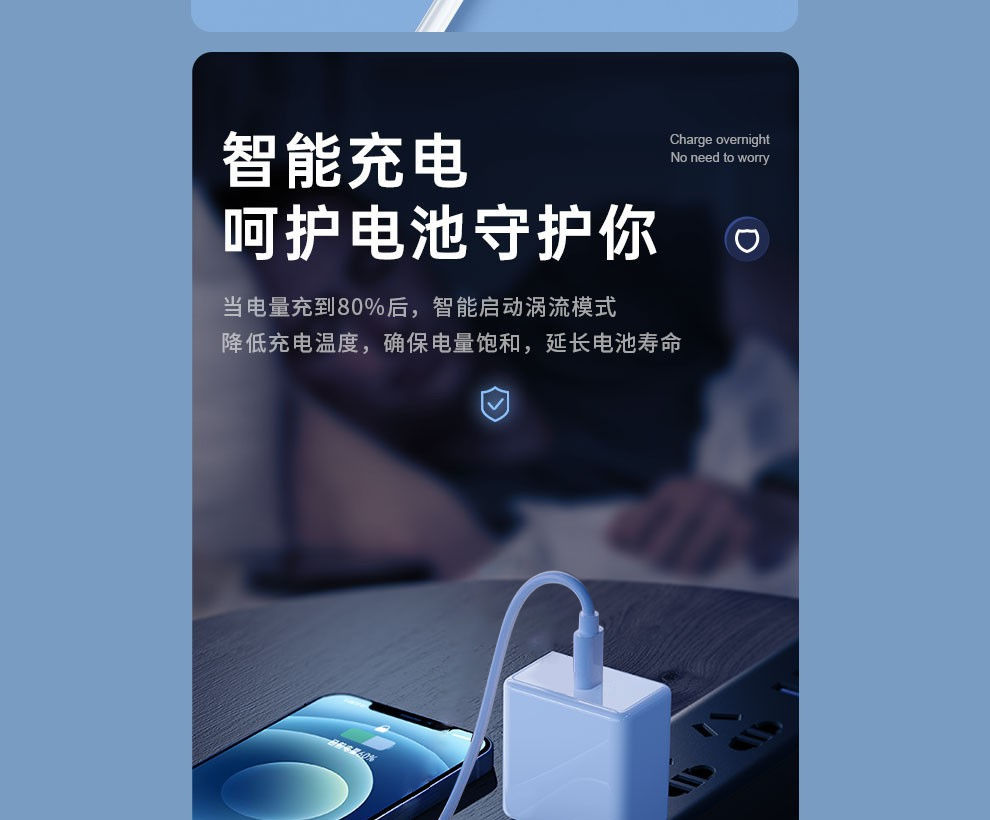 智能充电
Charge overnight
No need to worry
呵护电池守护你
当电量充到80%后，智能启动涡流模式
降低充电温度，确保电量饱和，延长电池寿命